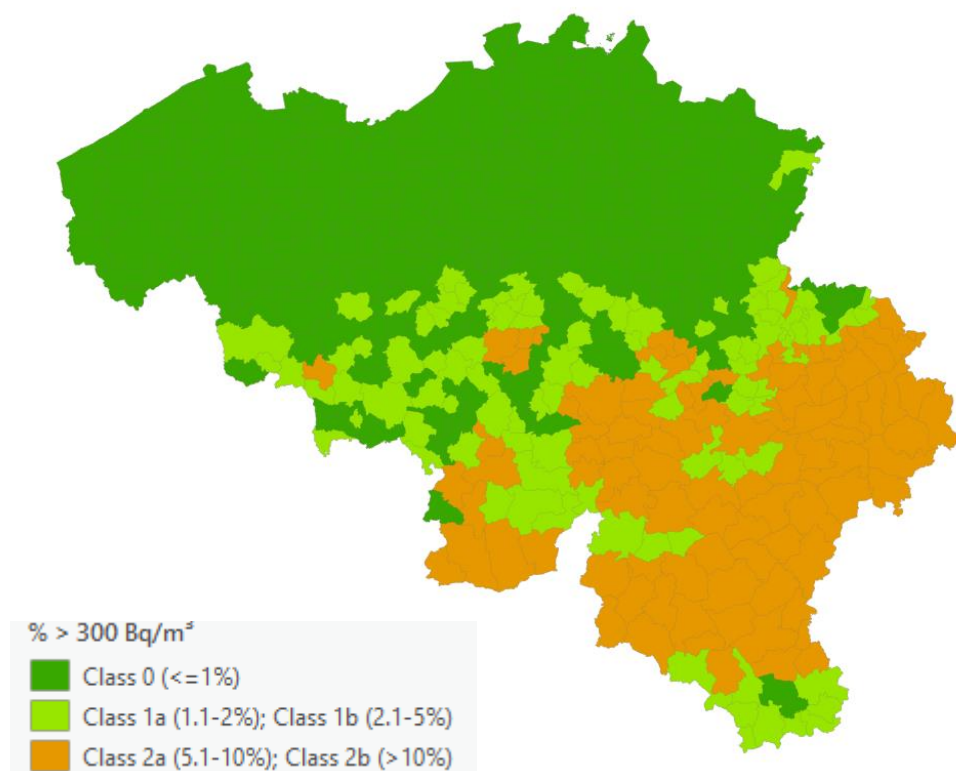 % > 300 Bq/m³
Class 0 (<=1%)
Class 1a (1.1-2%); Class 1b (2.1-5%)
Class 2a (5.1-10%); Class 2b (>10%)